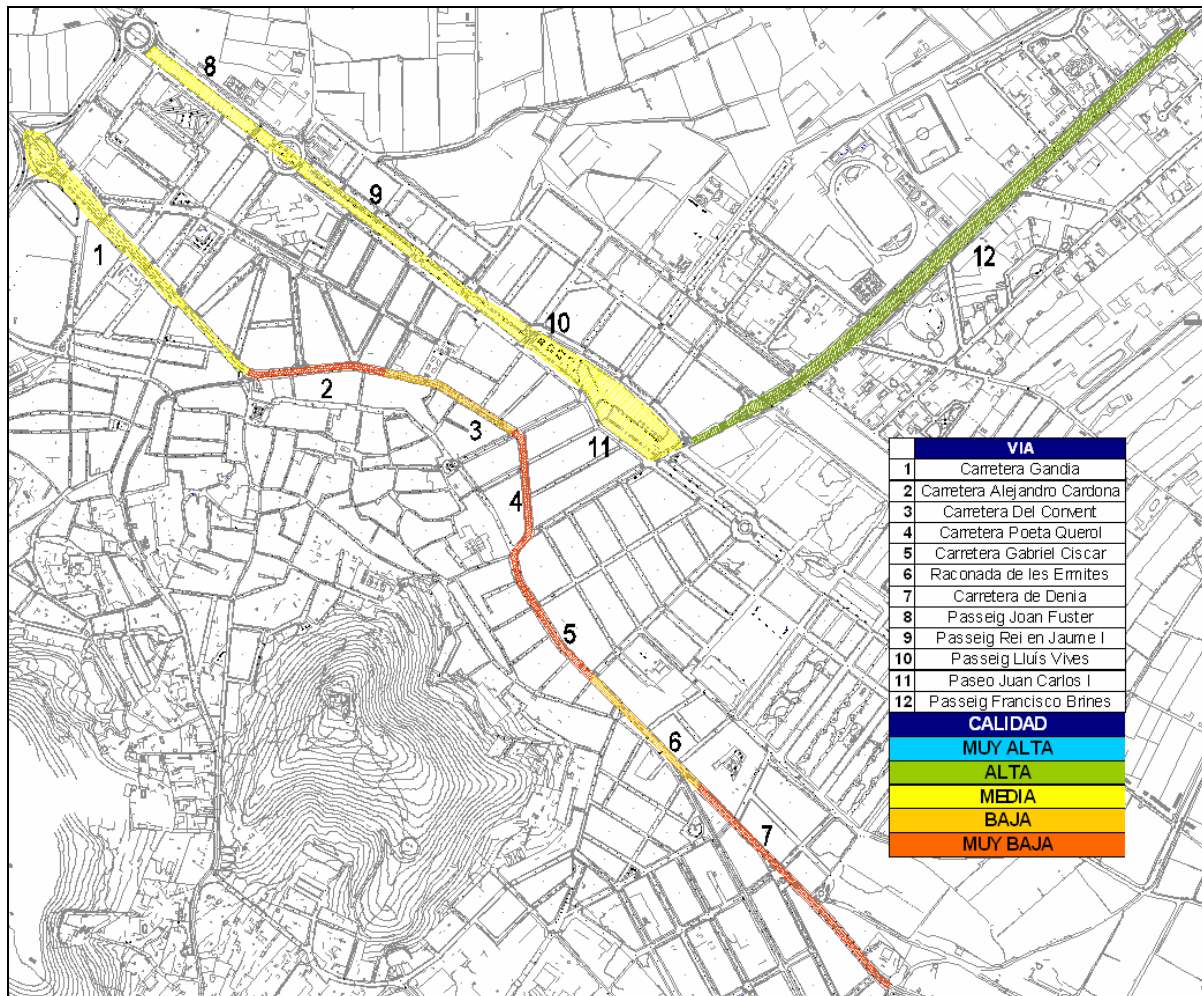 8
1
9
12
10
2
3
11
4
5
6
7
VIA
1 Carretera Gandia
2 Carretera Alejandro Cardona
3 Carretera Del Convent
4 Carretera Poeta Querol
5 Carretera Gabriel Ciscar
6 Raconada de les Ermites
7 Carretera de Denia
8 Passeig Joan Fuster
9 Passeig Rei en Jaume I
10 Passeig Lluís Vives
11 Paseo Juan Carlos I
12 Passeig Francisco Brines
CALIDAD
MUY ALTA
ALTA
MEDIA
BAJA
MUY BAJA